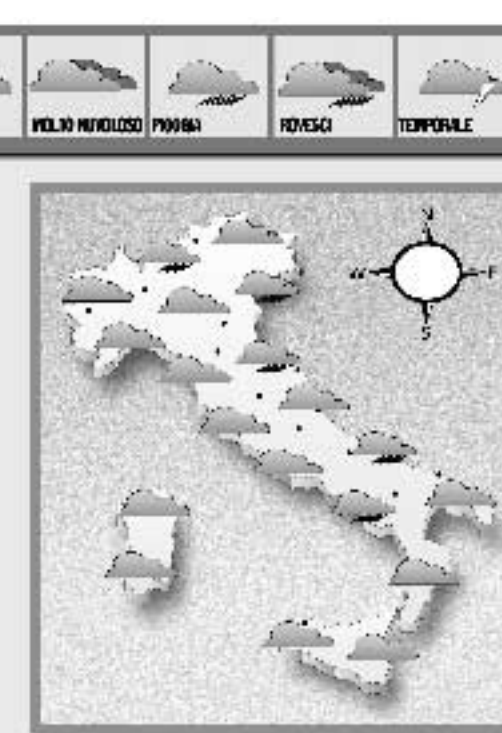 MOLTO NUVOLOSO
PIOGGIA
ROVESCI
TEMPORALE
N
W
E
S